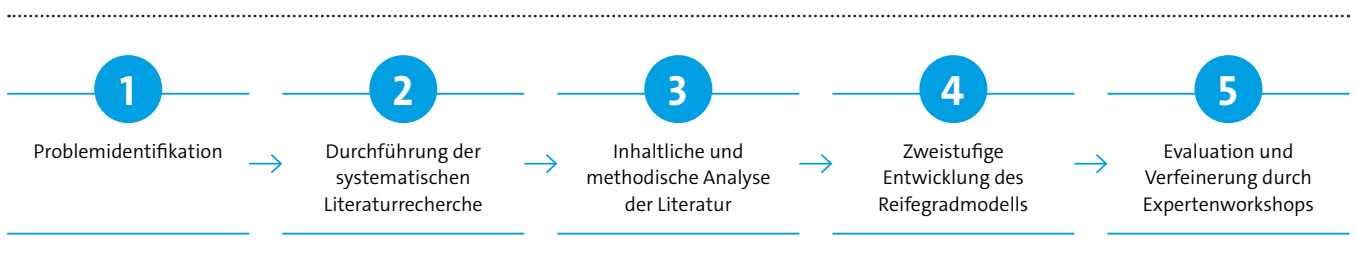 1
Problemidentifikation
2
Durchführung der
systematischen
Literaturrecherche
3
Inhaltliche und
methodische Analyse
der Literatur
4
Zweistufige
Entwicklung des
Reifegradmodells
5
Evaluation und
Verfeinerung durch
Expertenworkshops